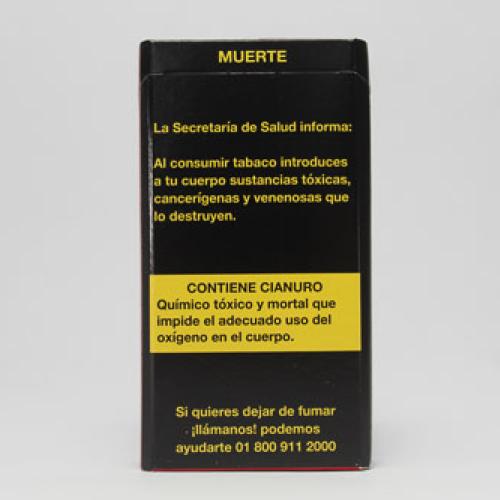 MUERTE
La Secretaría de Salud informa:
Al consumir tabaco introduces
a tu cuerpo sustancias tóxicas,
cancerígenas y venenosas que
lo destruyen.
CONTIENE CIANURO
Químico tóxico y mortal que
impide el adecuado uso del
oxígeno en el cuerpo.
Si quieres dejar de fumar
¡llámanos! podemos
ayudarte 01 800 911 2000